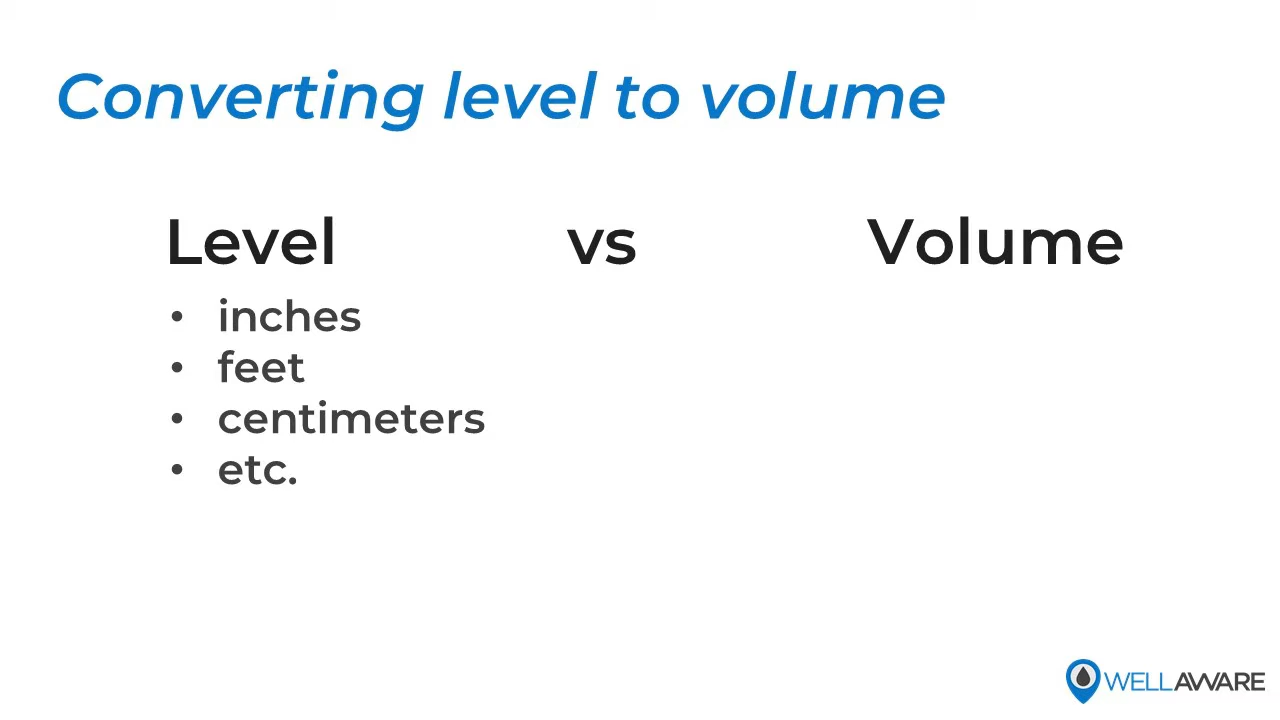 Converting level to volume
Level vs Volume
• inches
• feet
• centimeters
• etc.
WELLAWARE